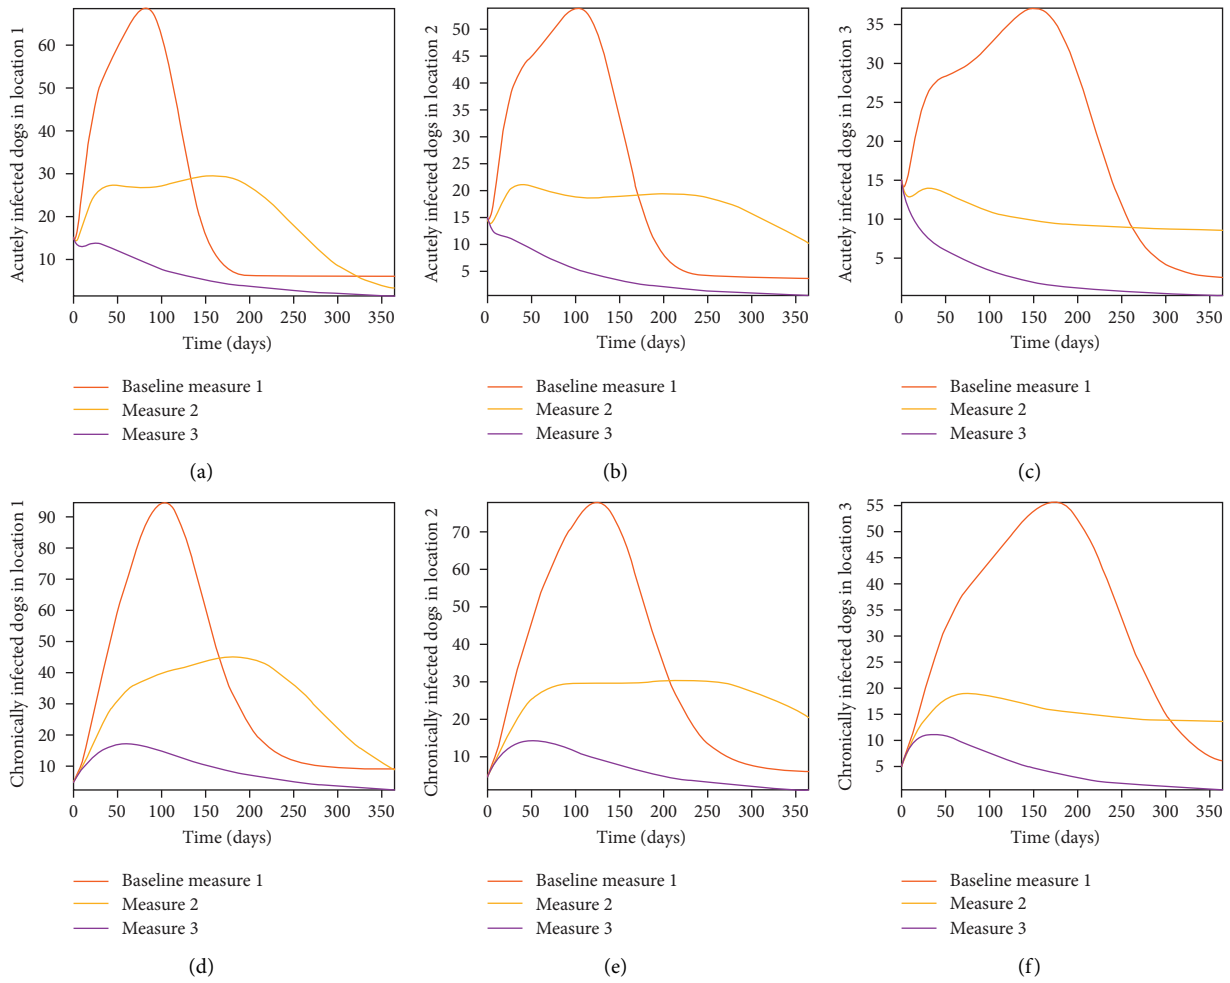 Acutely infected dogs in location 1
60
50
40
30
20
10
0 50 100 150 200 250 300 350
Time (days)
Baseline measure 1
Measure 2
Measure 3
(a)
Acutely infected dogs in location 2
50
45
40
35
30
25
20
15
10
5
0 50 100 150 200 250 300 350
Time (days)
Baseline measure 1
Measure 2
Measure 3
(b)
Acutely infected dogs in location 3
35
30
25
20
15
10
5
0 50 100 150 200 250 300 350
Time (days)
Baseline measure 1
Measure 2
Measure 3
(c)
Chronically infected dogs in location 1
90
80
70
60
50
40
30
20
10
0 50 100 150 200 250 300 350
Time (days)
Baseline measure 1
Measure 2
Measure 3
(d)
Chronically infected dogs in location 2
70
60
50
40
30
20
10
0 50 100 150 200 250 300 350
Time (days)
Baseline measure 1
Measure 2
Measure 3
(e)
Chronically infected dogs in location 3
55
50
45
40
35
30
25
20
15
10
5
0 50 100 150 200 250 300 350
Time (days)
Baseline measure 1
Measure 2
Measure 3
(f)